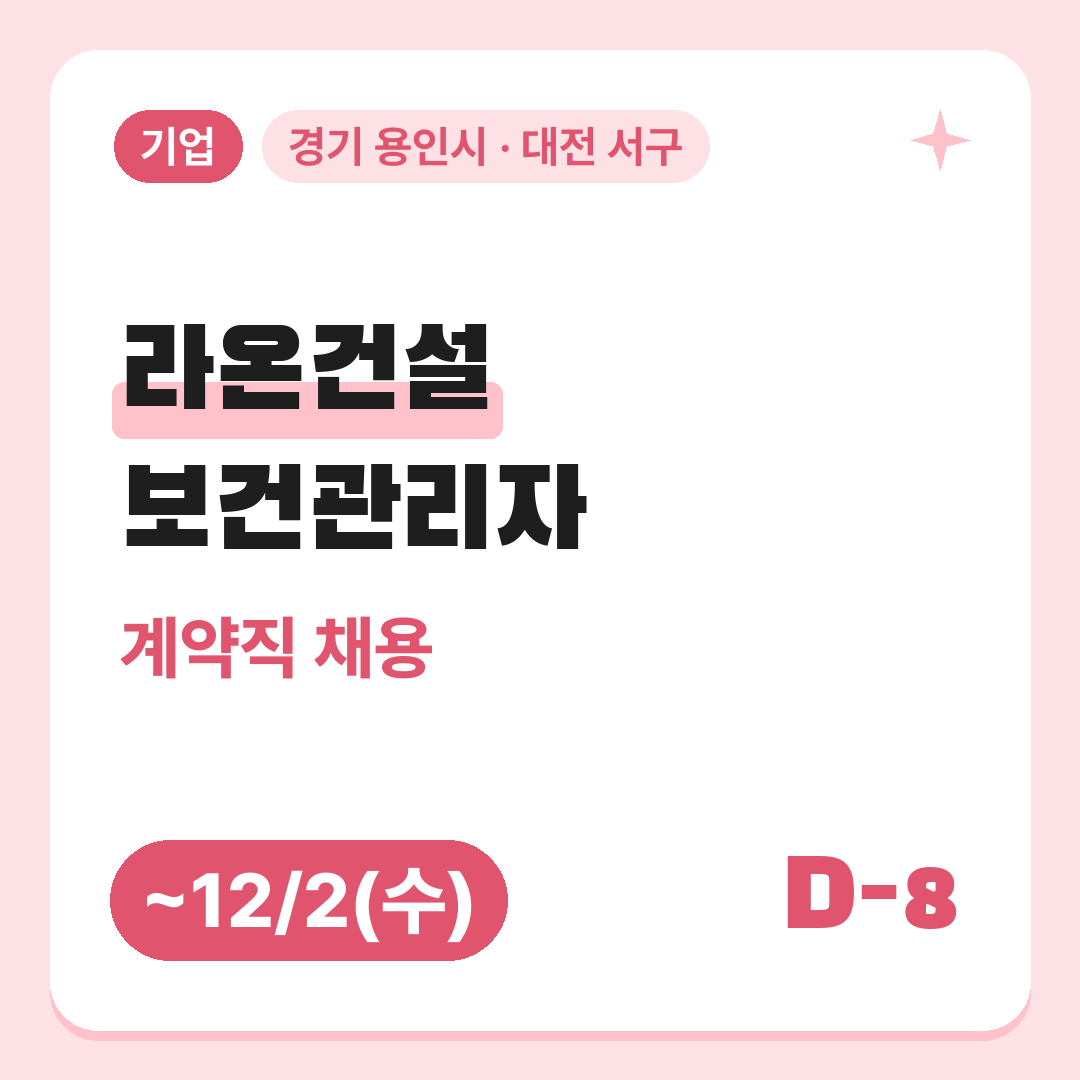 기업 경기 용인시 · 대전 서구
라온건설
보건관리자
계약직 채용
~12/2(수) D-8